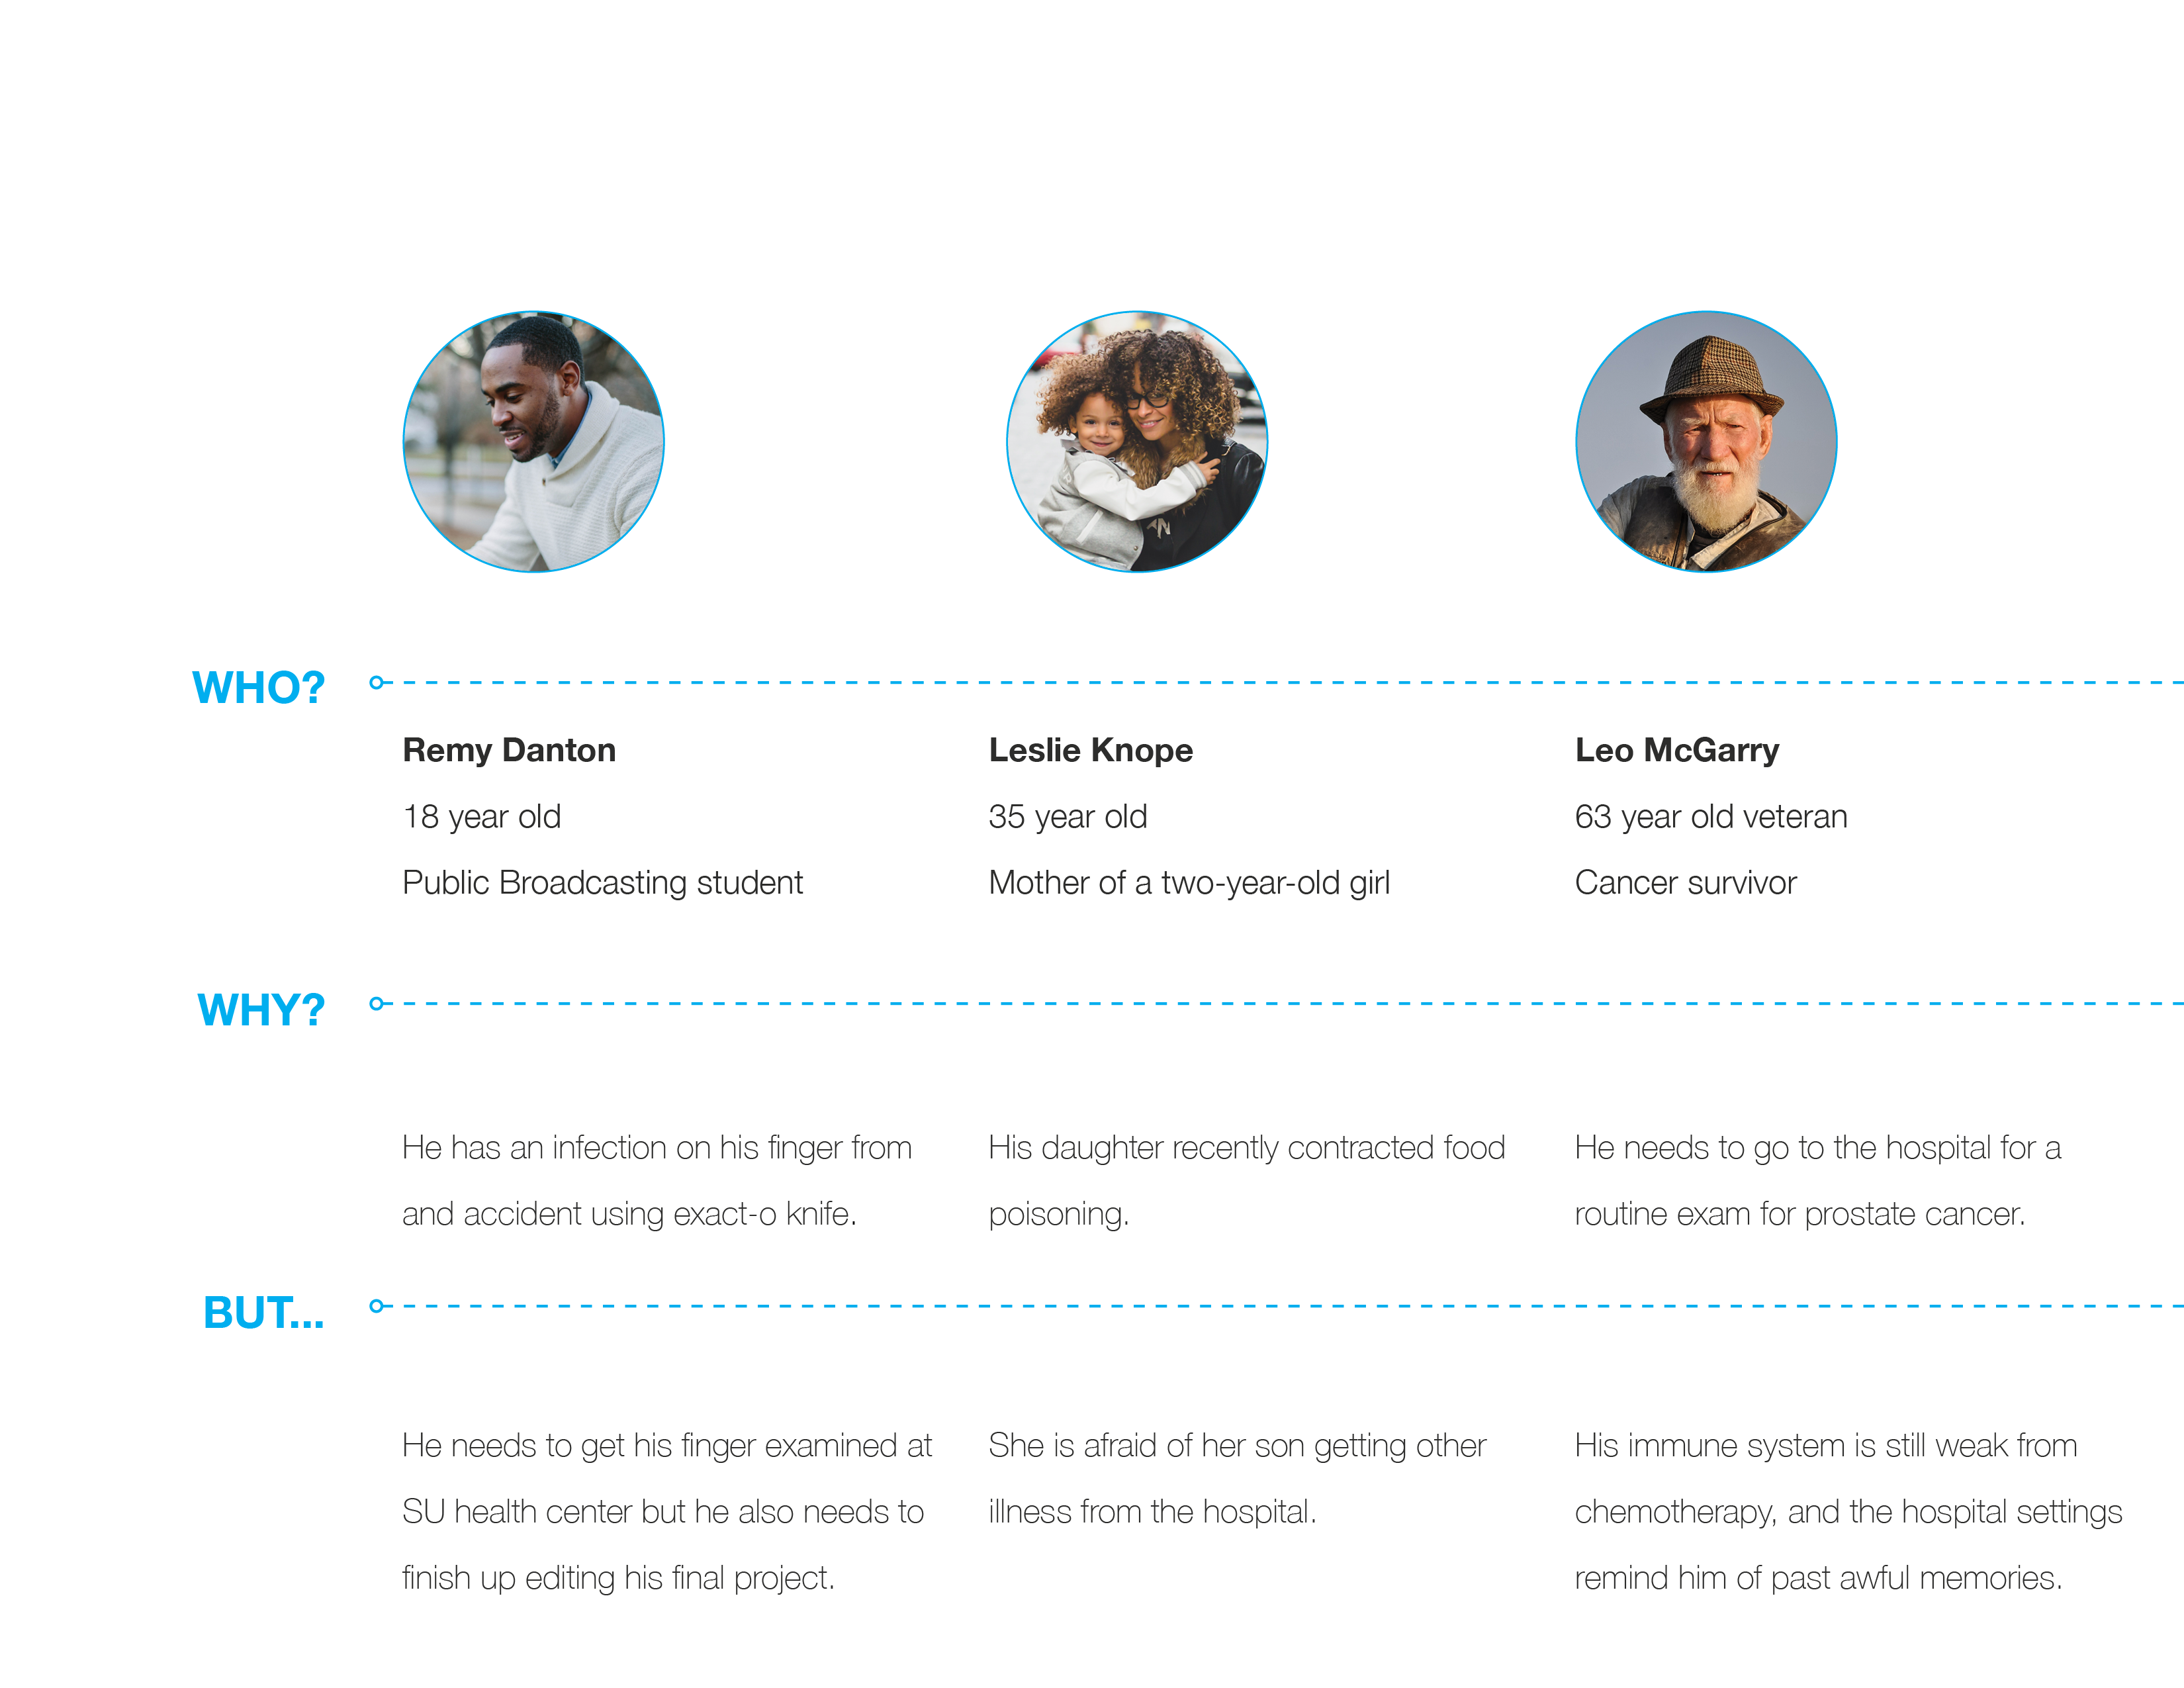 WHO?
Remy Danton
18 year old
Public Broadcasting student
Leslie Knope
35 year old
Mother of a two-year-old girl
Leo McGarry
63 year old veteran
Cancer survivor
WHY?
He has an infection on his finger from
and accident using exact-o knife.
His daughter recently contracted food
poisoning.
He needs to go to the hospital for a
routine exam for prostate cancer.
BUT...
He needs to get his finger examined at
SU health center but he also needs to
finish up editing his final project.
She is afraid of her son getting other
illness from the hospital.
His immune system is still weak from
chemotherapy, and the hospital settings
remind him of past awful memories.